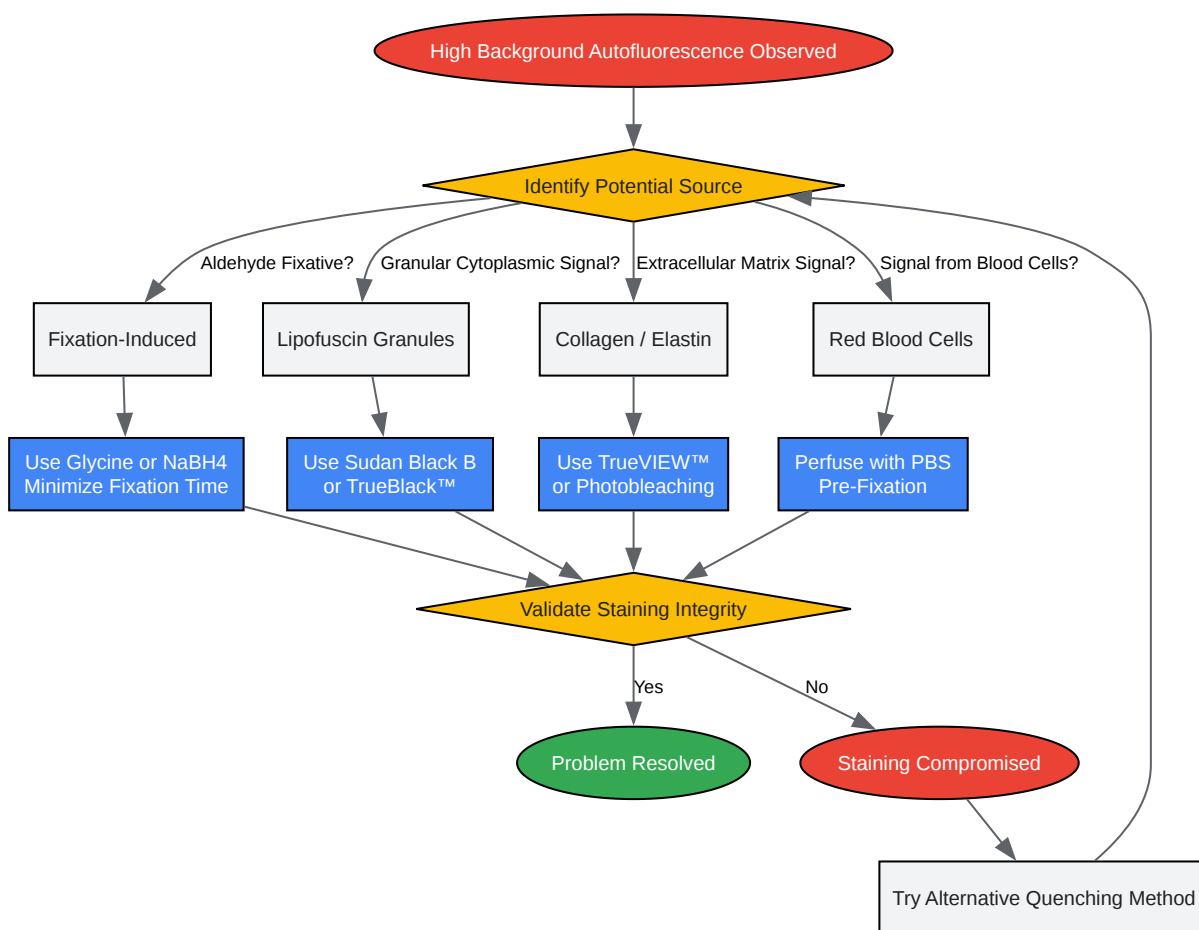 High Background Autofluorescence Observed
Identify Potential Source
Aldehyde Fixative?
Granular Cytoplasmic Signal?
Extracellular Matrix Signal?
Signal from Blood Cells?
Fixation-Induced
Lipofuscin Granules
Collagen / Elastin
Red Blood Cells
Use Glycine or NaBH4
Minimize Fixation Time
Use Sudan Black B
or TrueBlack™
Use TrueVIEW™
or Photobleaching
Perfuse with PBS
Pre-Fixation
Validate Staining Integrity
Yes
No
Problem Resolved
Staining Compromised
Try Alternative Quenching Method